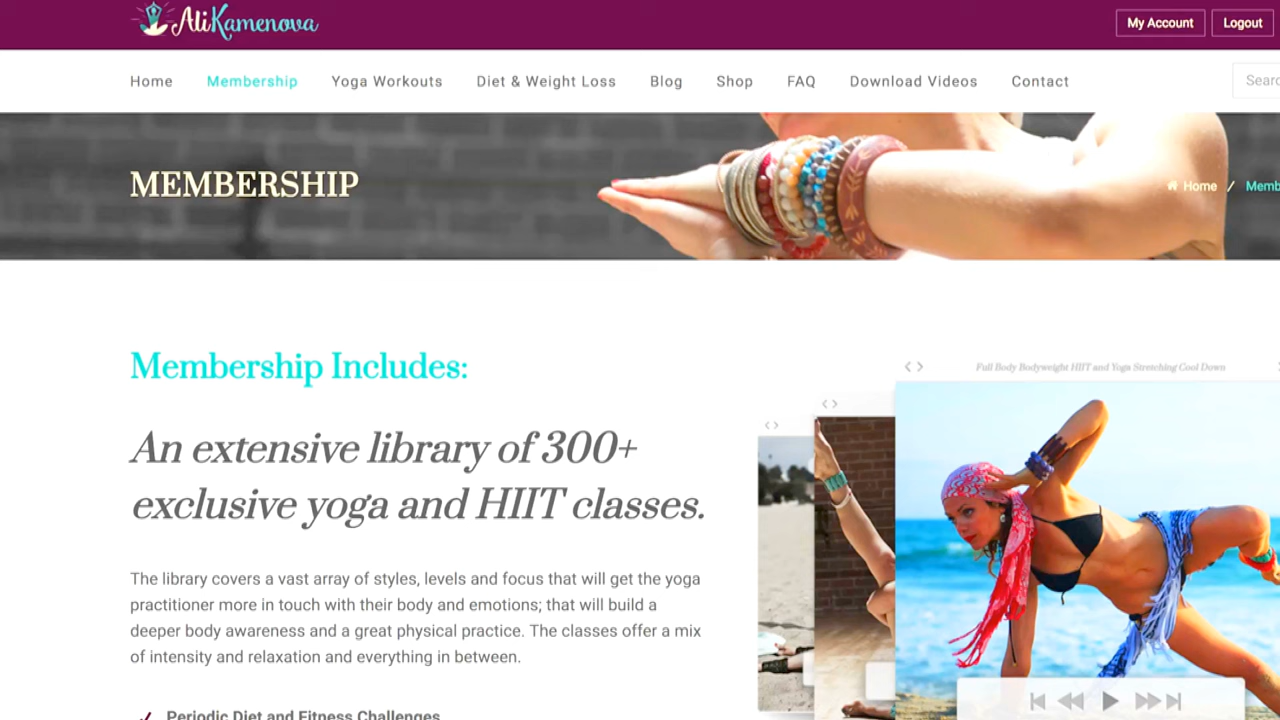 AliKamenova
My Account
Logout
Home
Membership
Yoga Workouts
Diet & Weight Loss
Blog
Shop
FAQ
Download Videos
Contact
Searc
MEMBERSHIP
Home / Memb
Membership Includes:
Full Body Bodyweight HIIT and Yoga Stretching Cool Down
An extensive library of 300+
exclusive yoga and HIIT classes.
The library covers a vast array of styles, levels and focus that will get the yoga
practitioner more in touch with their body and emotions; that will build a
deeper body awareness and a great physical practice. The classes offer a mix
of intensity and relaxation and everything in between.
Periodic Diet and Fitness Challenges